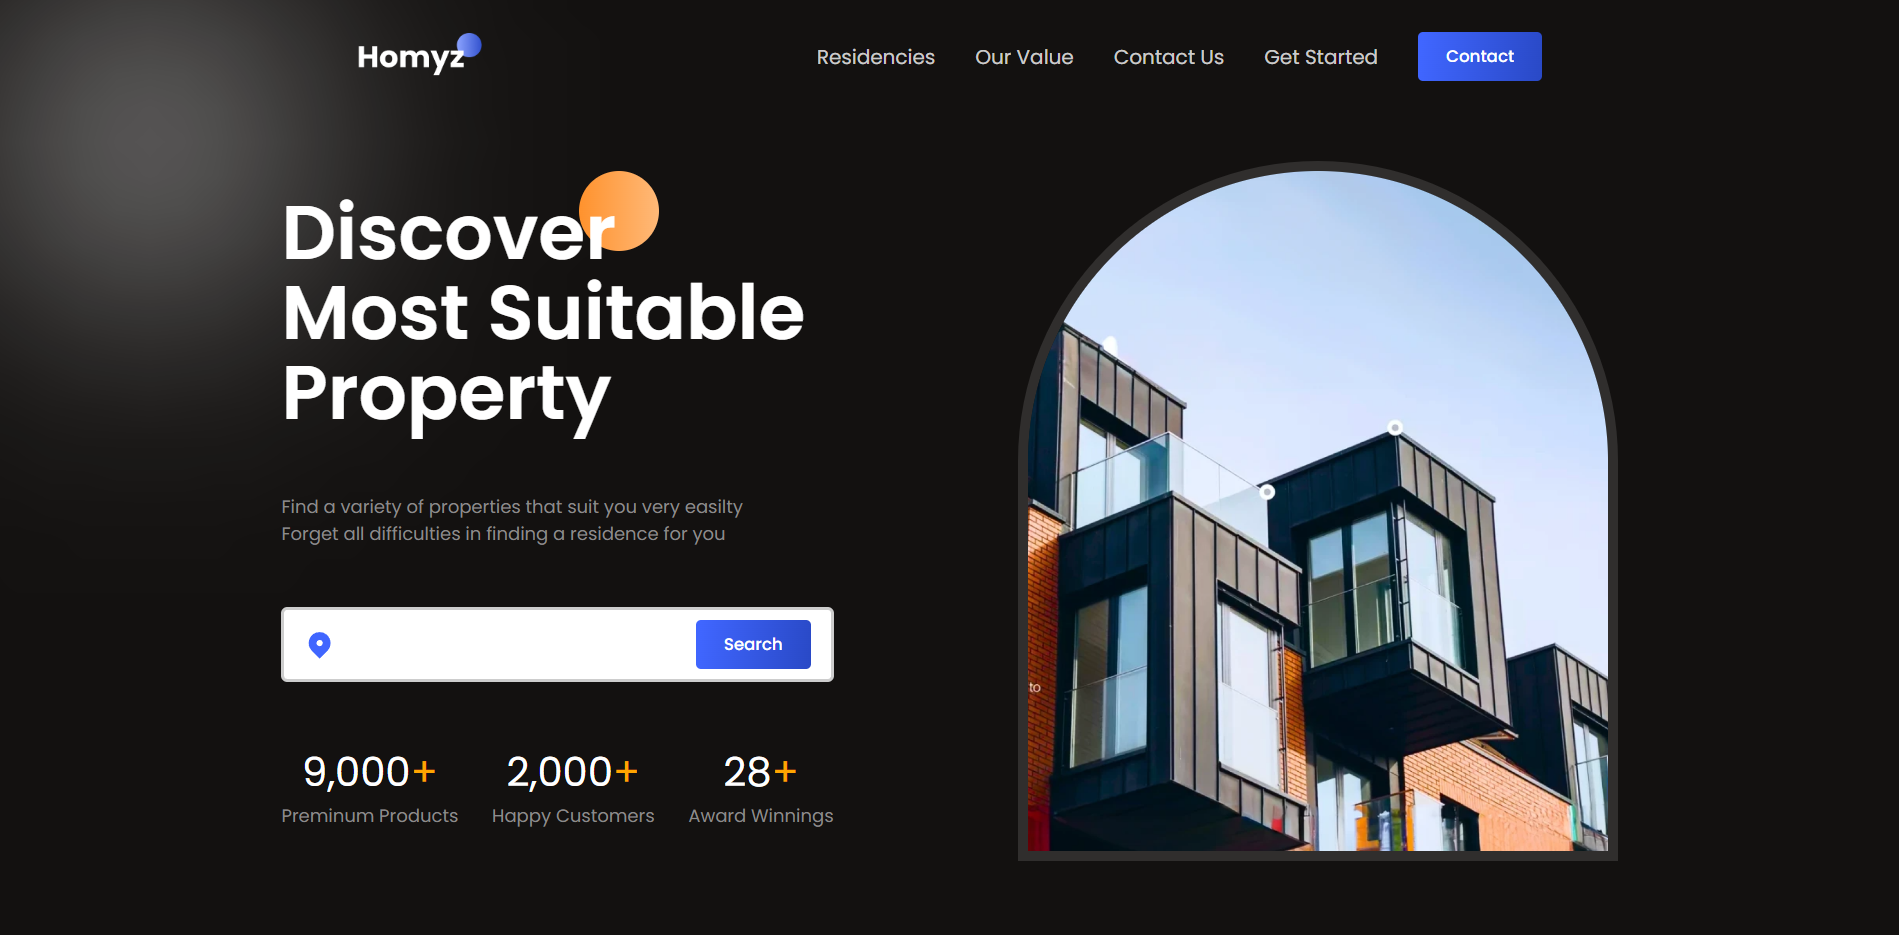 Homyz
Residencies
Our Value
Contact Us
Get Started
Contact
Discover
Most Suitable
Property
Find a variety of properties that suit you very easilty
Forget all difficulties in finding a residence for you
Search
9,000+
2,000+
28+
Preminum Products
Happy Customers
Award Winnings
to